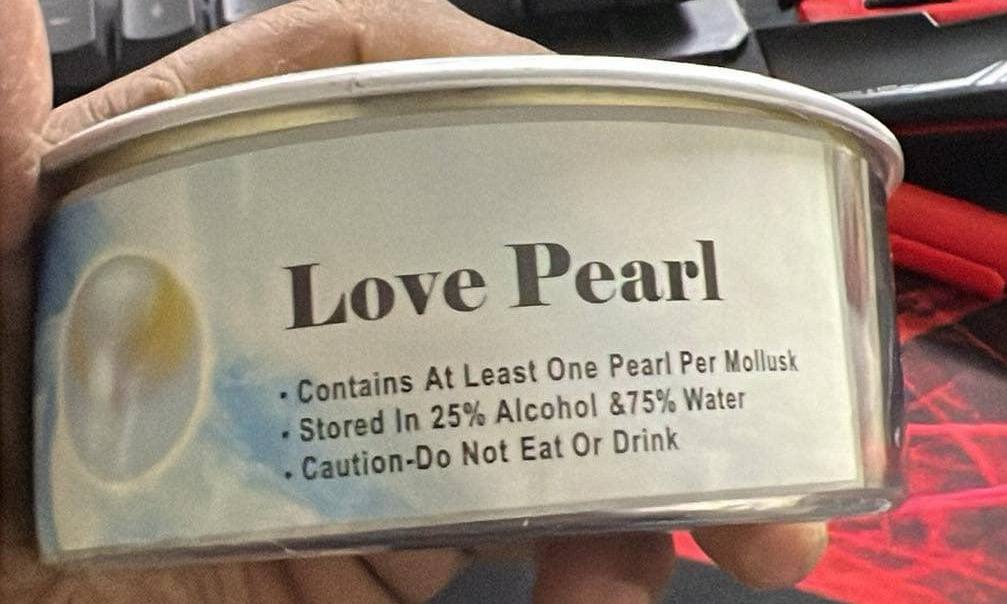 Love Pearl
· Contains At Least One Pearl Per Mollusk
· Stored In 25% Alcohol &75% Water
· Caution-Do Not Eat Or Drink